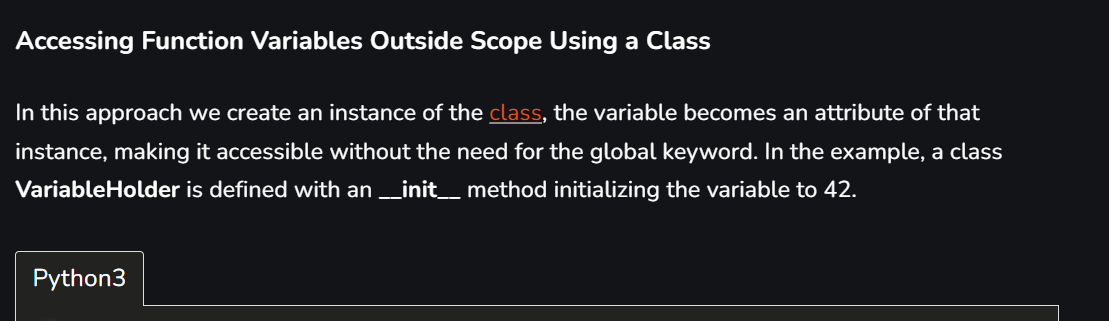 Accessing Function Variables Outside Scope Using a Class
In this approach we create an instance of the class, the variable becomes an attribute of that
instance, making it accessible without the need for the global keyword. In the example, a class
VariableHolder is defined with an __init__ method initializing the variable to 42.
Python3